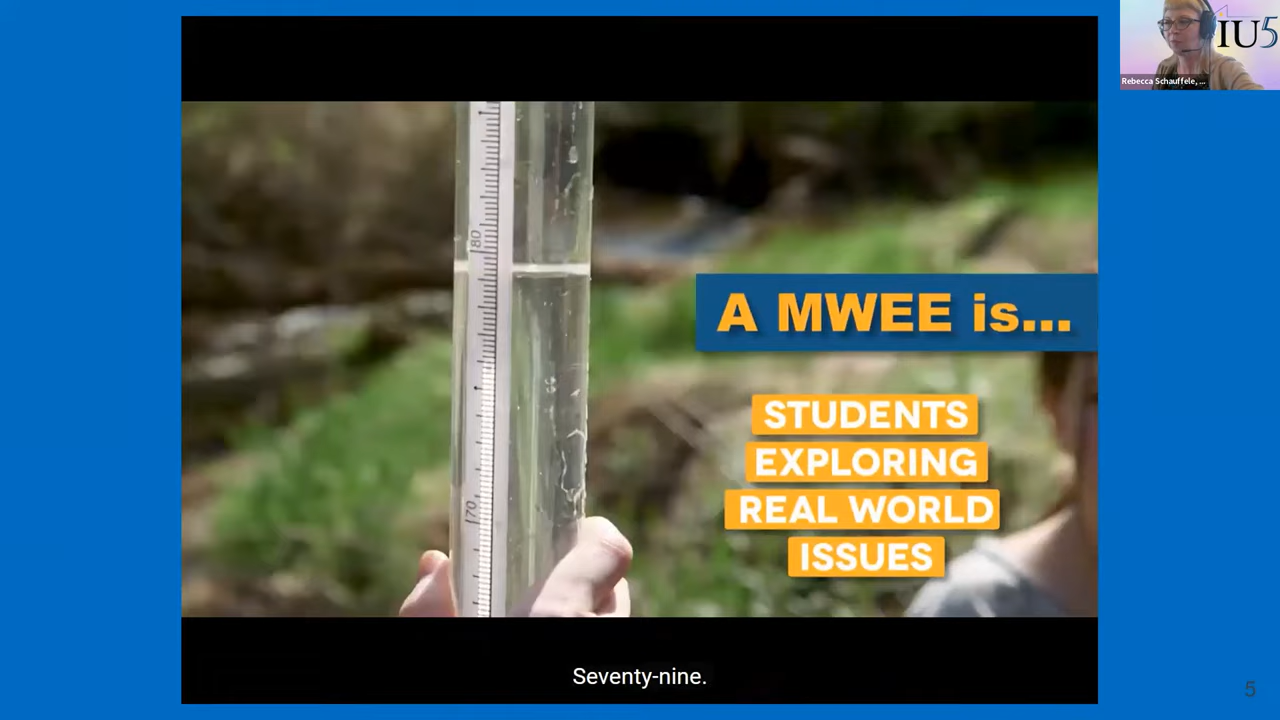 IU5
Rebecca Schauffele, ...
80
A MWEE is...
STUDENTS
EXPLORING
REAL WORLD
ISSUES
70
Seventy-nine.
5